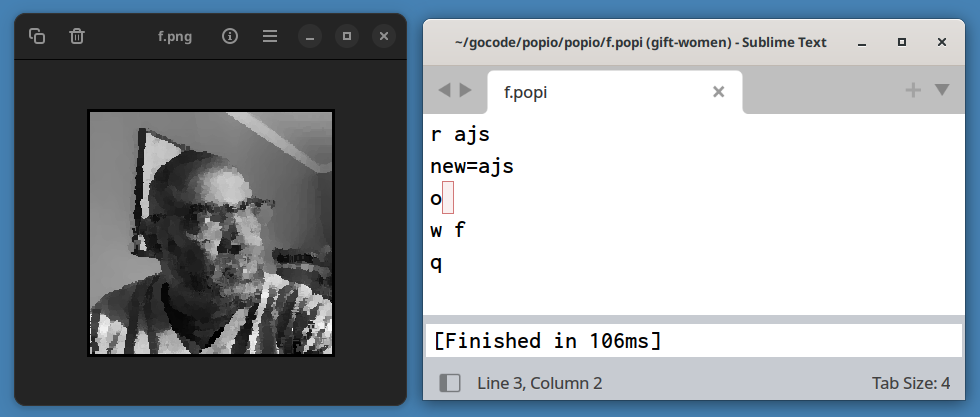 f.png
~/gocode/popio/popio/f.popi (gift-women) - Sublime Text
f.popi
r ajs
new=ajs
o
w f
q
[Finished in 106ms]
Line 3, Column 2
Tab Size: 4